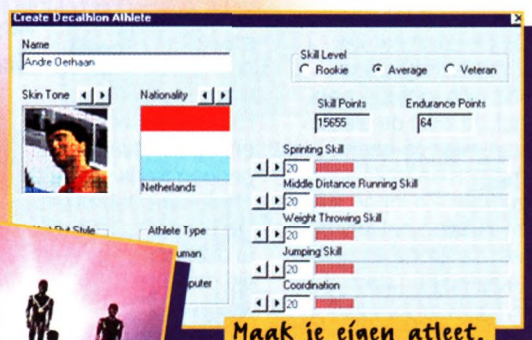 Create Decathlon Athlete
Name
Andre Oerhaan
Skin Tone
Nationality
Netherlands
Put Style
Athlete Type
uman
puter
Skill Level
Rookie Average Veteran
Skill Points Endurance Points
15655 64
Sprinting Skill
20
Middle Distance Running Skill
20
Weight Throwing Skill
20
Jumping Skill
20
Coordination
20
Maak je eigen atleet.